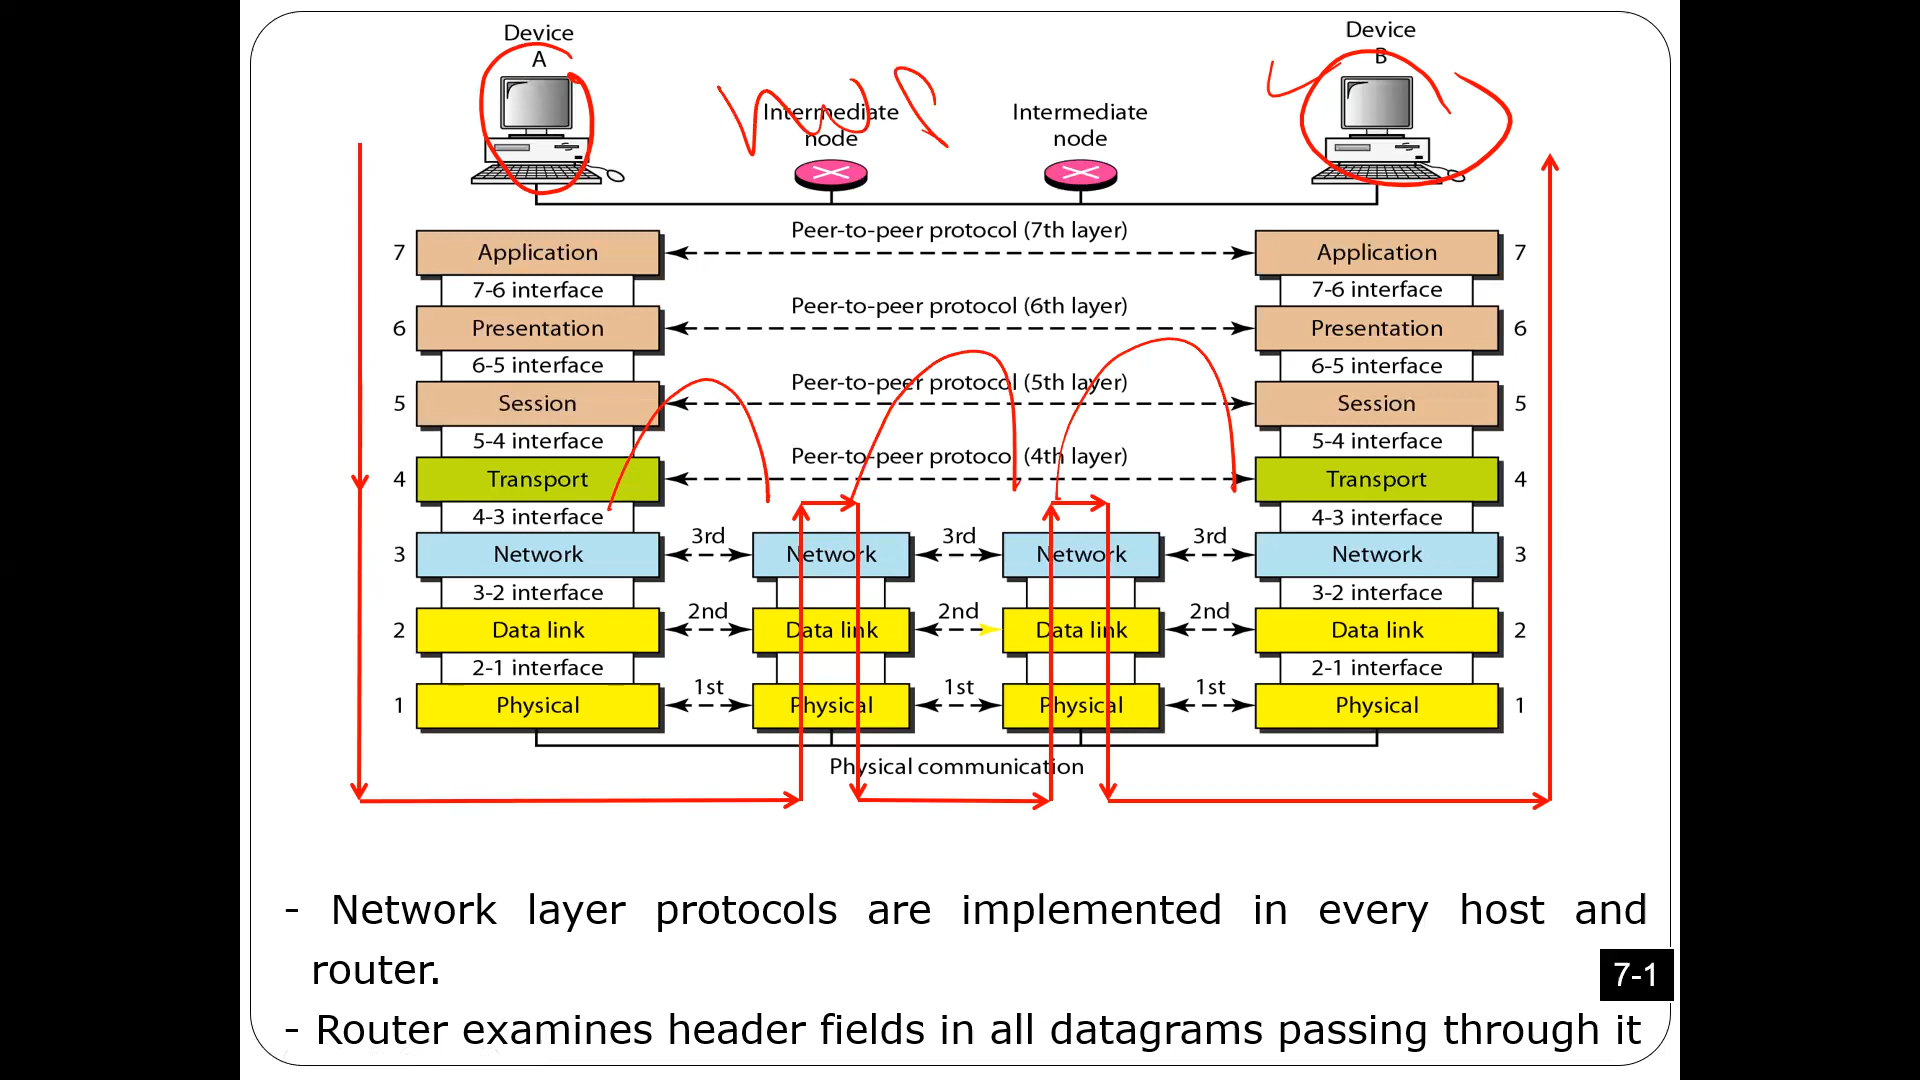 Device
A
Device
B
Intermediate
node
Intermediate
node
Peer-to-peer protocol (7th layer)
7 Application Application 7
7-6 interface 7-6 interface
Peer-to-peer protocol (6th layer)
6 Presentation Presentation 6
6-5 interface 6-5 interface
Peer-to-peer protocol (5th layer)
5 Session Session 5
5-4 interface 5-4 interface
Peer-to-peer protocol (4th layer)
4 Transport Transport 4
4-3 interface 4-3 interface
3rd 3rd 3rd
3 Network Network Network Network 3
3-2 interface 3-2 interface
2nd 2nd 2nd
2 Data link Data link Data link Data link 2
2-1 interface 2-1 interface
1st 1st 1st
1 Physical Physical Physical Physical 1
Physical communication
- Network layer protocols are implemented in every host and
router.
7-1
- Router examines header fields in all datagrams passing through it